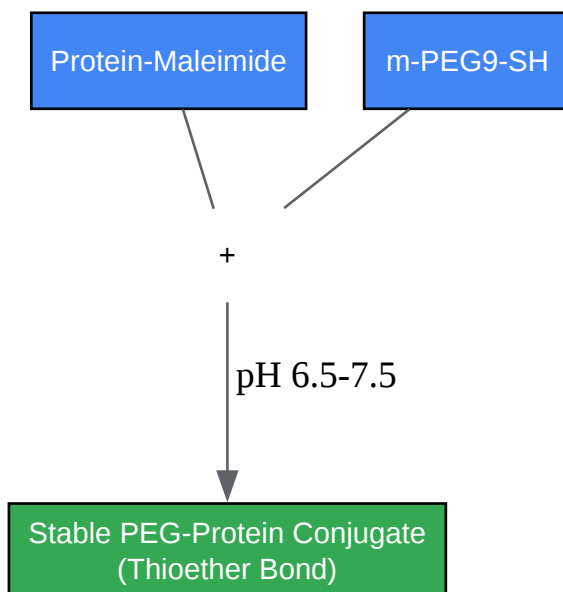 Protein-Maleimide
m-PEG9-SH
+
pH 6.5-7.5
Stable PEG-Protein Conjugate
(Thioether Bond)